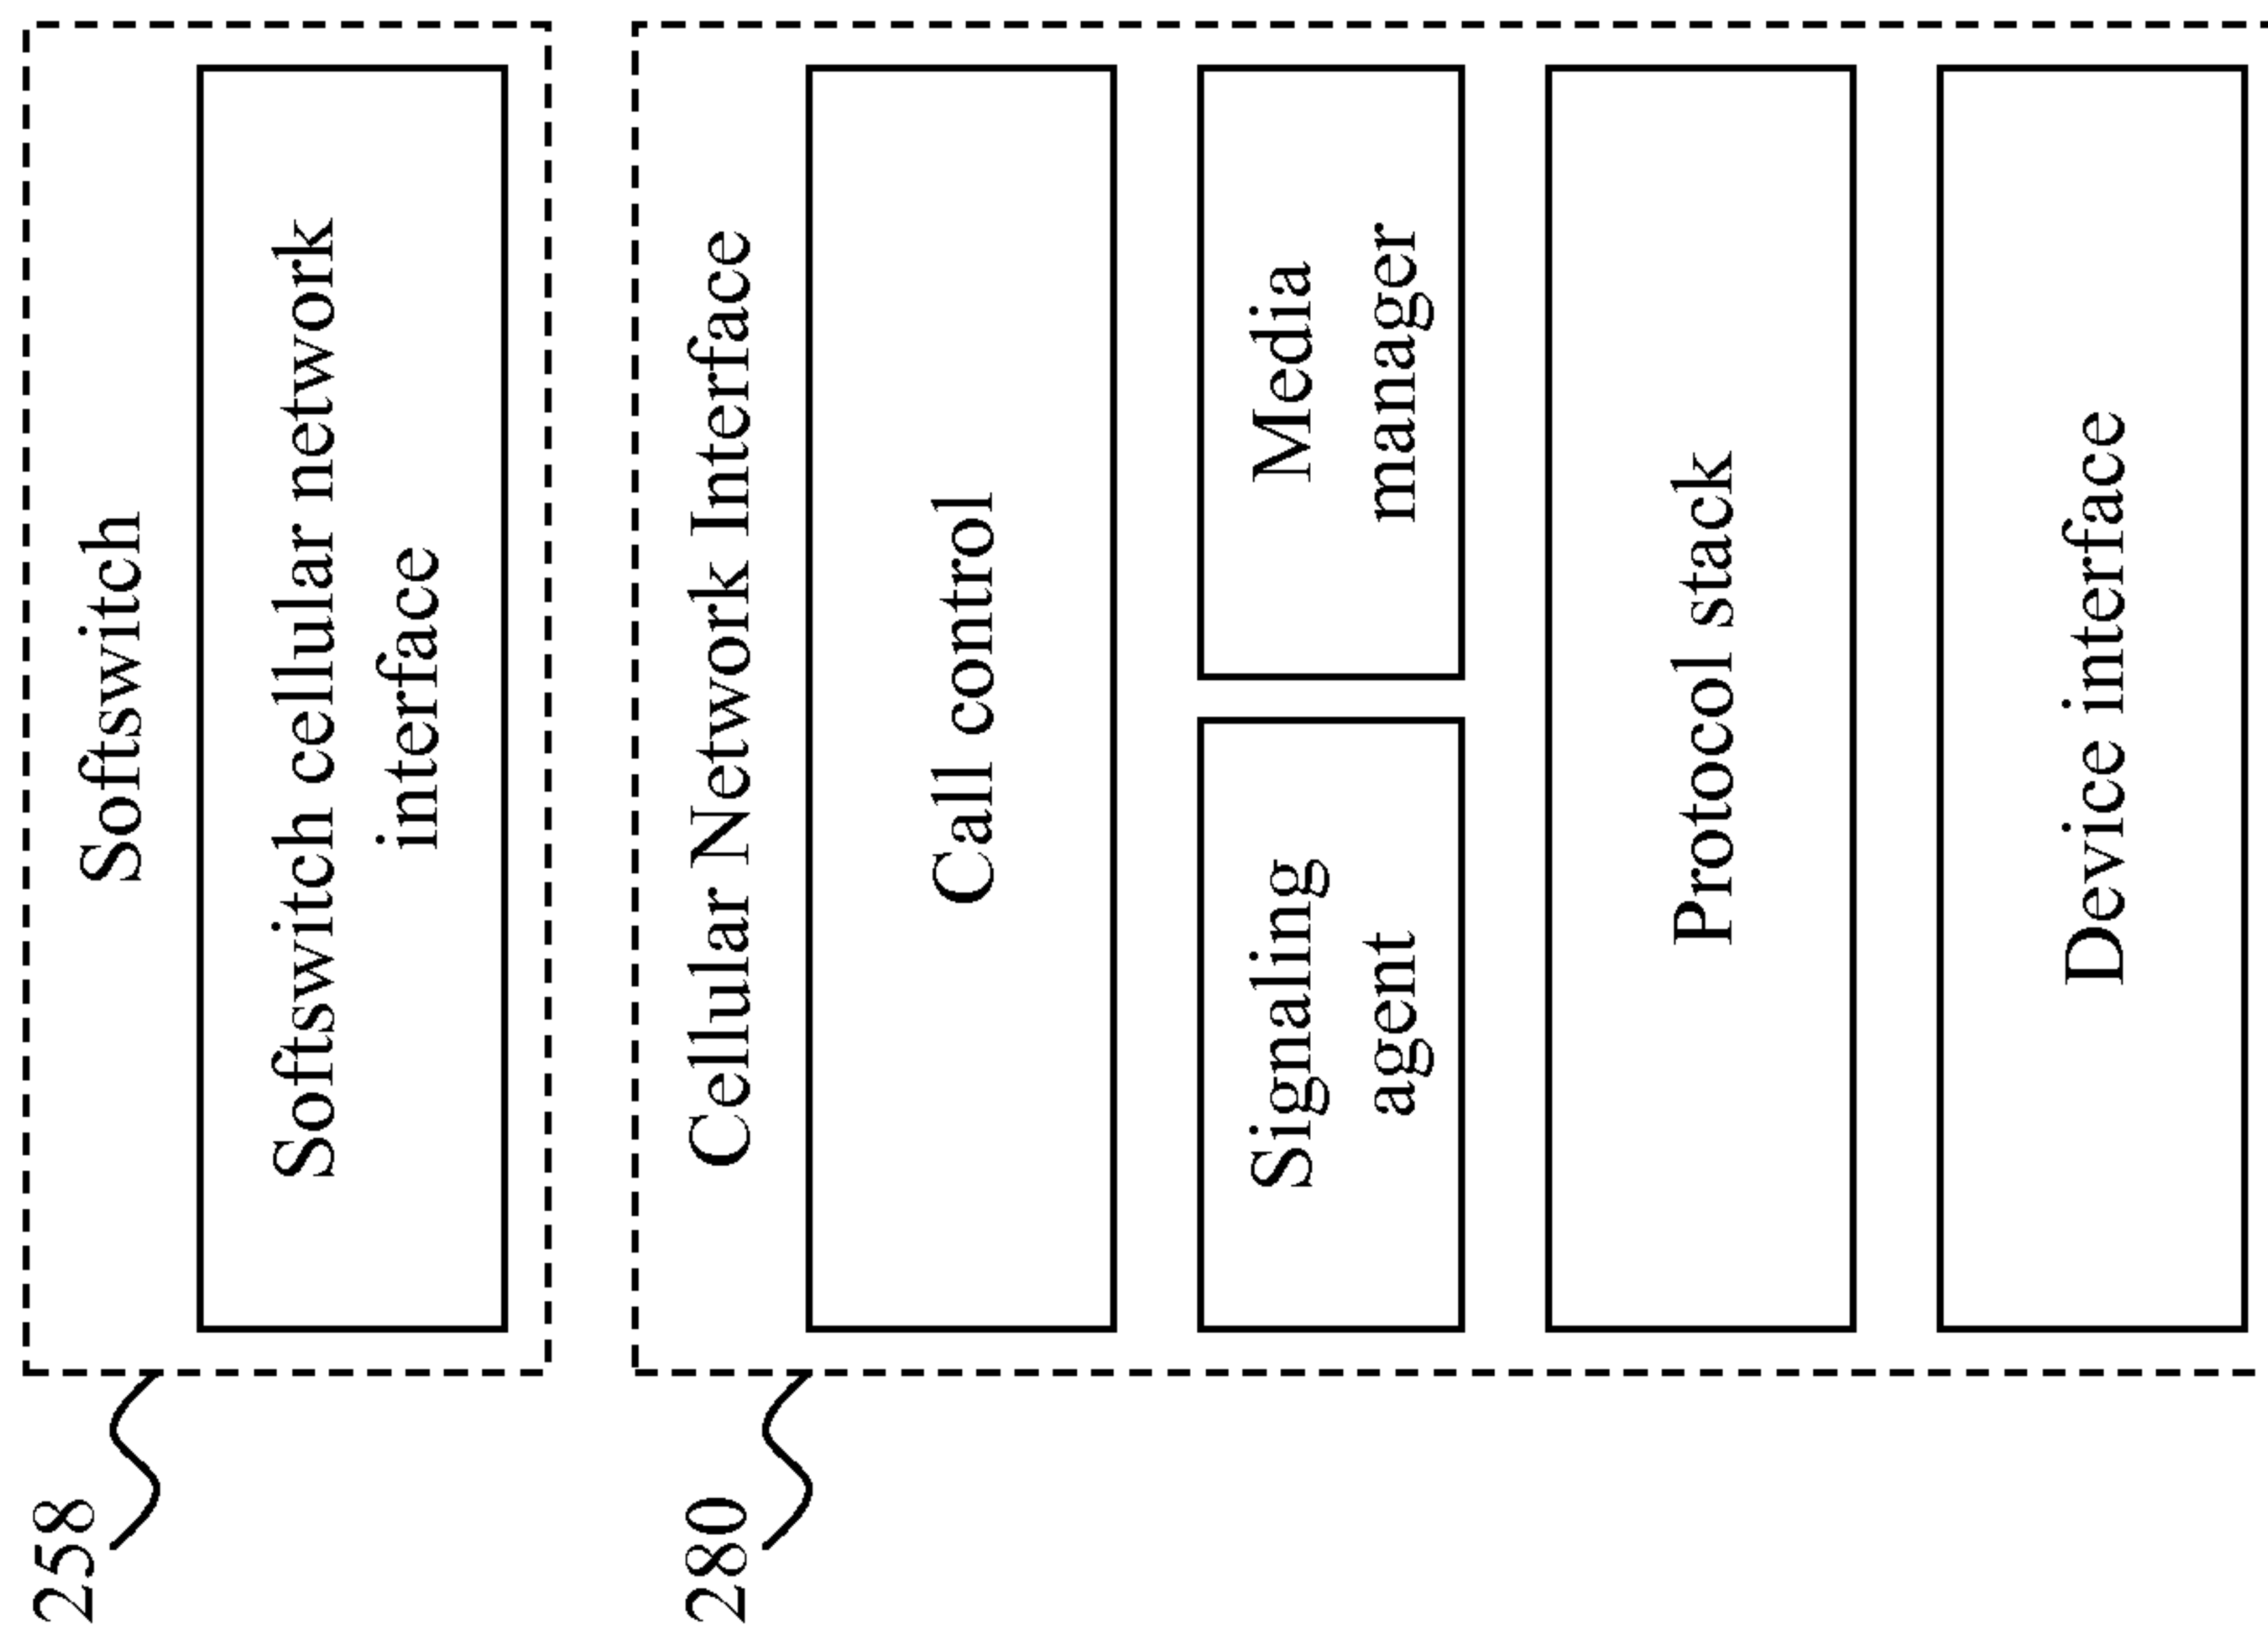 258
Softswitch
Softswitch cellular network
interface
280
Cellular Network Interface
Call control
Signaling
agent
Media
manager
Protocol stack
Device interface